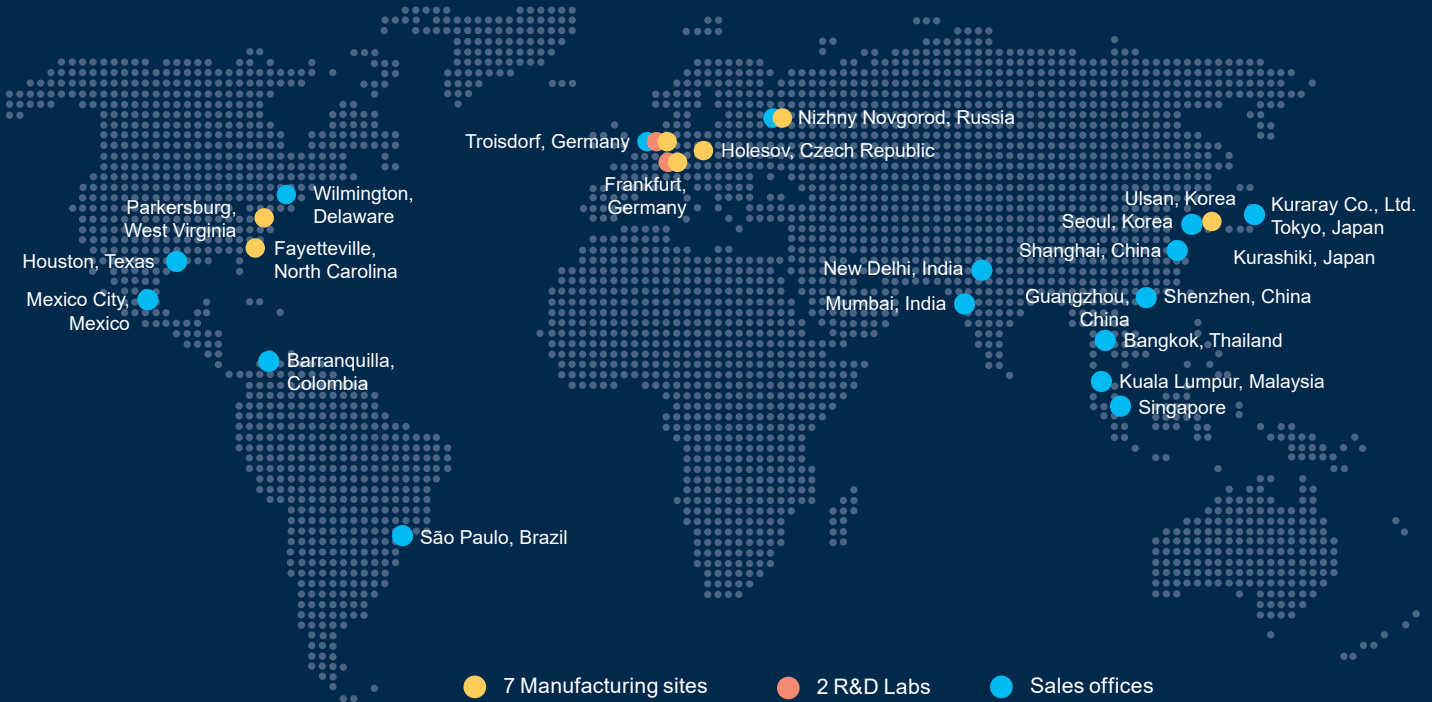 Nizhny Novgorod, Russia
Troisdorf, Germany
Holesov, Czech Republic
Frankfurt,
Germany
Wilmington,
Delaware
Parkersburg,
West Virginia
Fayetteville,
North Carolina
Houston, Texas
Mexico City,
Mexico
Barranquilla,
Colombia
São Paulo, Brazil
Ulsan, Korea
Seoul, Korea
Kuraray Co., Ltd.
Tokyo, Japan
Kurashiki, Japan
Shanghai, China
New Delhi, India
Mumbai, India
Guangzhou,
China
Shenzhen, China
Bangkok, Thailand
Kuala Lumpur, Malaysia
Singapore
7 Manufacturing sites
2 R&D Labs
Sales offices